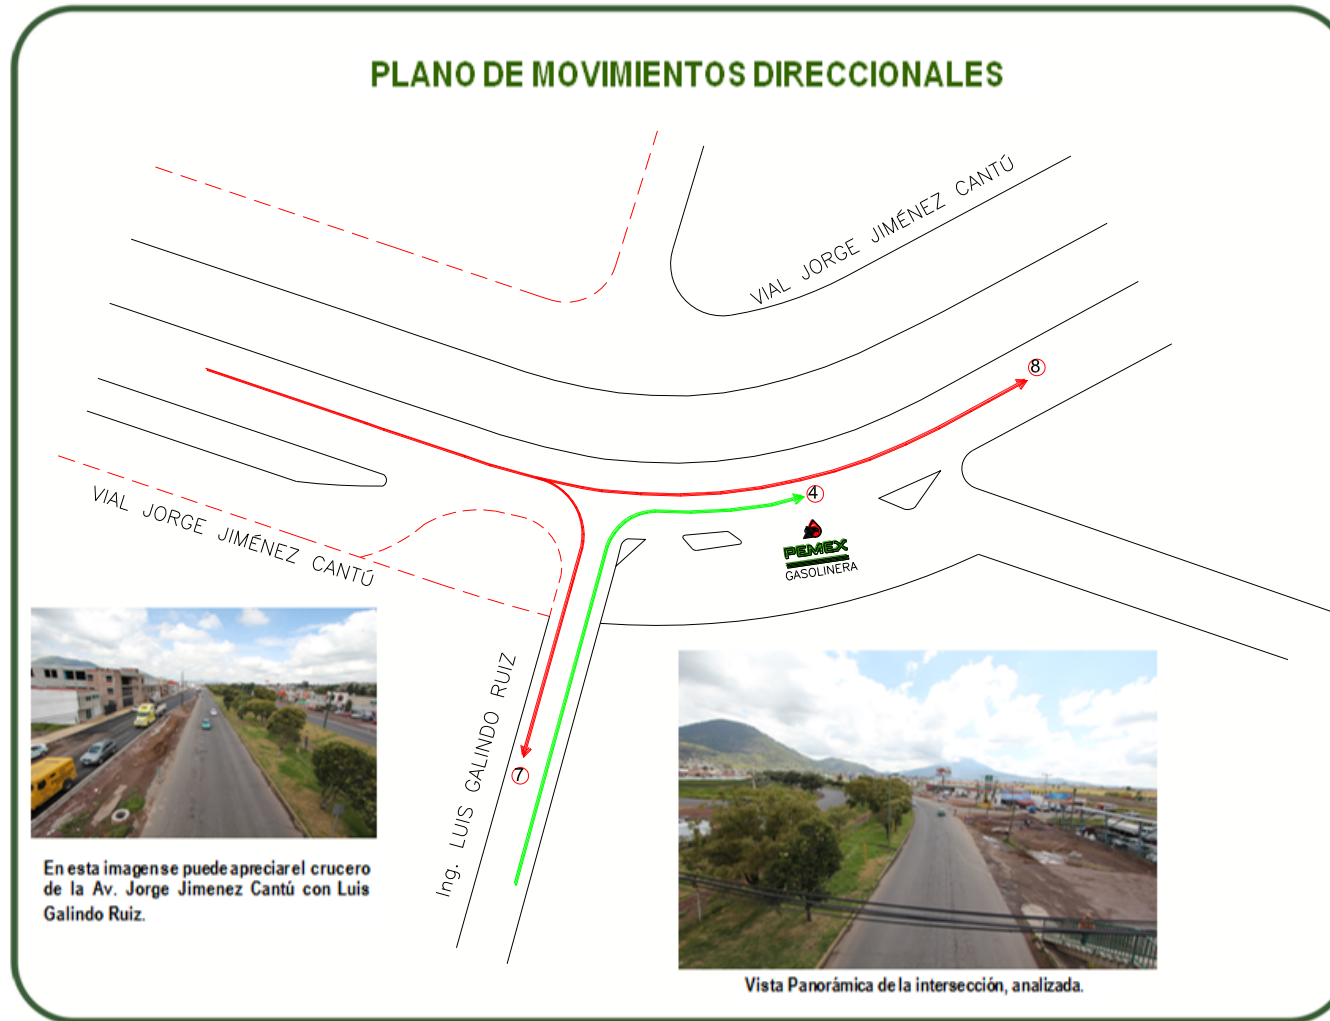 PLANO DE MOVIMIENTOS DIRECCIONALES
VIAL JORGE JIMÉNEZ CANTÚ
8
4
PEMEX
GASOLINERA
VIAL JORGE JIMÉNEZ CANTÚ
Ing. LUIS GALINDO RUIZ
7
En esta imagen se puede apreciar el crucero
de la Av. Jorge Jimenez Cantú con Luis
Galindo Ruiz.
Vista Panorámica de la intersección, analizada.